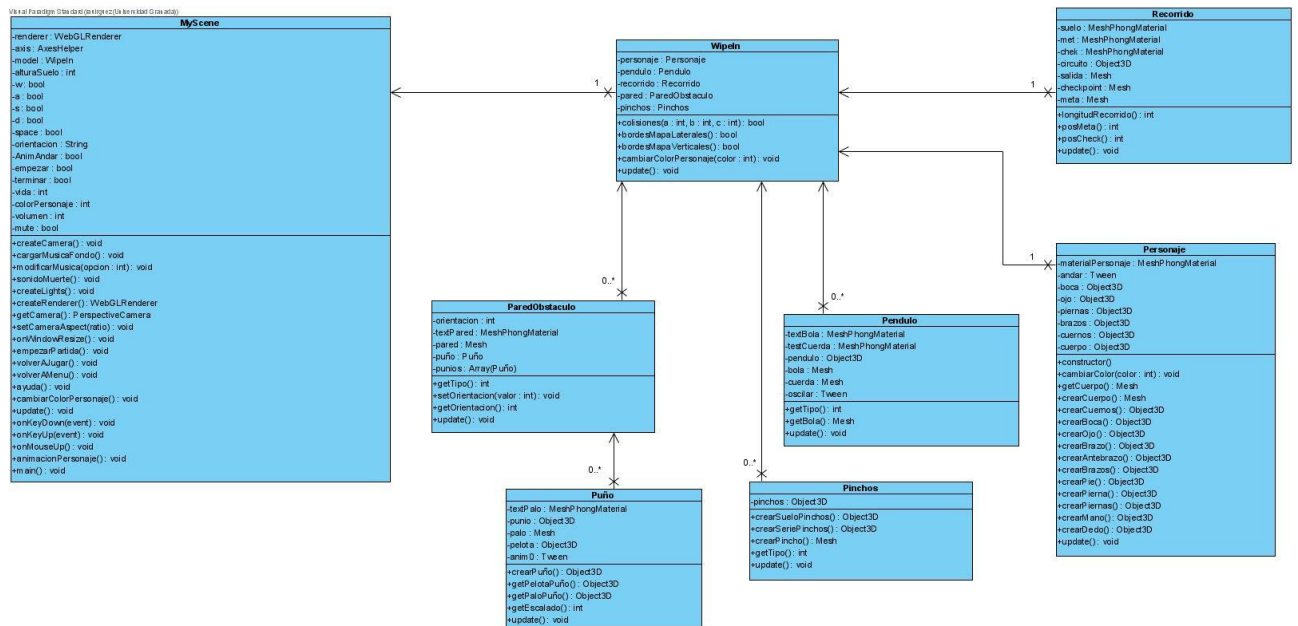 MyScene
-renderer : WebGLRenderer
-axis : AxesHelper
-model : WipeIn
-alturaSuelo : int
-w : bool
-a : bool
-s : bool
-d : bool
-space : bool
-orientacion : String
-AnimAndar : bool
-empezar : bool
-terminar : bool
-vida : int
-colorPersonaje : int
-volumen : int
-mute : bool
+createCamera() : void
+cargarMusicaFondo() : void
+modificarMusica(opcion : int) : void
+sonidoMuerte() : void
+createLights() : void
+createRenderer() : WebGLRenderer
+getCamera() : PerspectiveCamera
+setCameraAspect(ratio) : void
+onWindowResize() : void
+empezarPartida() : void
+volverAJugar() : void
+volverAMenu() : void
+ayuda() : void
+cambiarColorPersonaje() : void
+update() : void
+onKeyDown(event) : void
+onKeyUp(event) : void
+onMouseUp() : void
+animacionPersonaje() : void
+main() : void
1
WipeIn
-personaje : Personaje
-pendulo : Pendulo
-recorrido : Recorrido
-pared : ParedObstaculo
-pinchos : Pinchos
+colisiones(a : int, b : int, c : int) : bool
+bordesMapaLaterales() : bool
+bordesMapaVerticales() : bool
+cambiarColorPersonaje(color : int) : void
+update() : void
1
Recorrido
-suelo : MeshPhongMaterial
-met : MeshPhongMaterial
-chek : MeshPhongMaterial
-circuito : Object3D
-salida : Mesh
-checkpoint : Mesh
-meta : Mesh
+longitudRecorrido() : int
+posMeta() : int
+posCheck() : int
+update() : void
1
Personaje
-materialPersonaje : MeshPhongMaterial
-andar : Tween
-boca : Object3D
-ojo : Object3D
-piernas : Object3D
-brazos : Object3D
-cuernos : Object3D
-cuerpo : Object3D
+constructor()
+cambiarColor(color : int) : void
+getCuerpo() : Mesh
+crearCuerpo() : Mesh
+crearCuernos() : Object3D
+crearBoca() : Object3D
+crearOjo() : Object3D
+crearBrazo() : Object3D
+crearAntebrazo() : Object3D
+crearBrazos() : Object3D
+crearPie() : Object3D
+crearPierna() : Object3D
+crearPiernas() : Object3D
+crearMano() : Object3D
+crearDedo() : Object3D
+update() : void
0..*
ParedObstaculo
-orientacion : int
-textPared : MeshPhongMaterial
-pared : Mesh
-puño : Puño
-punios : Array(Puño)
+getTipo() : int
+setOrientacion(valor : int) : void
+getOrientacion() : int
+update() : void
0..*
Pendulo
-textBola : MeshPhongMaterial
-testCuerda : MeshPhongMaterial
-pendulo : Object3D
-bola : Mesh
-cuerda : Mesh
-oscilar : Tween
+getTipo() : int
+getBola() : Mesh
+update() : void
0..*
Puño
-textPalo : MeshPhongMaterial
-punio : Object3D
-palo : Mesh
-pelota : Object3D
-anim0 : Tween
+crearPuño() : Object3D
+getPelotaPuño() : Object3D
+getPaloPuño() : Object3D
+getEscalado() : int
+update() : void
0..*
Pinchos
-pinchos : Object3D
+crearSueloPinchos() : Object3D
+crearSeriePinchos() : Object3D
+crearPincho() : Mesh
+getTipo() : int
+update() : void